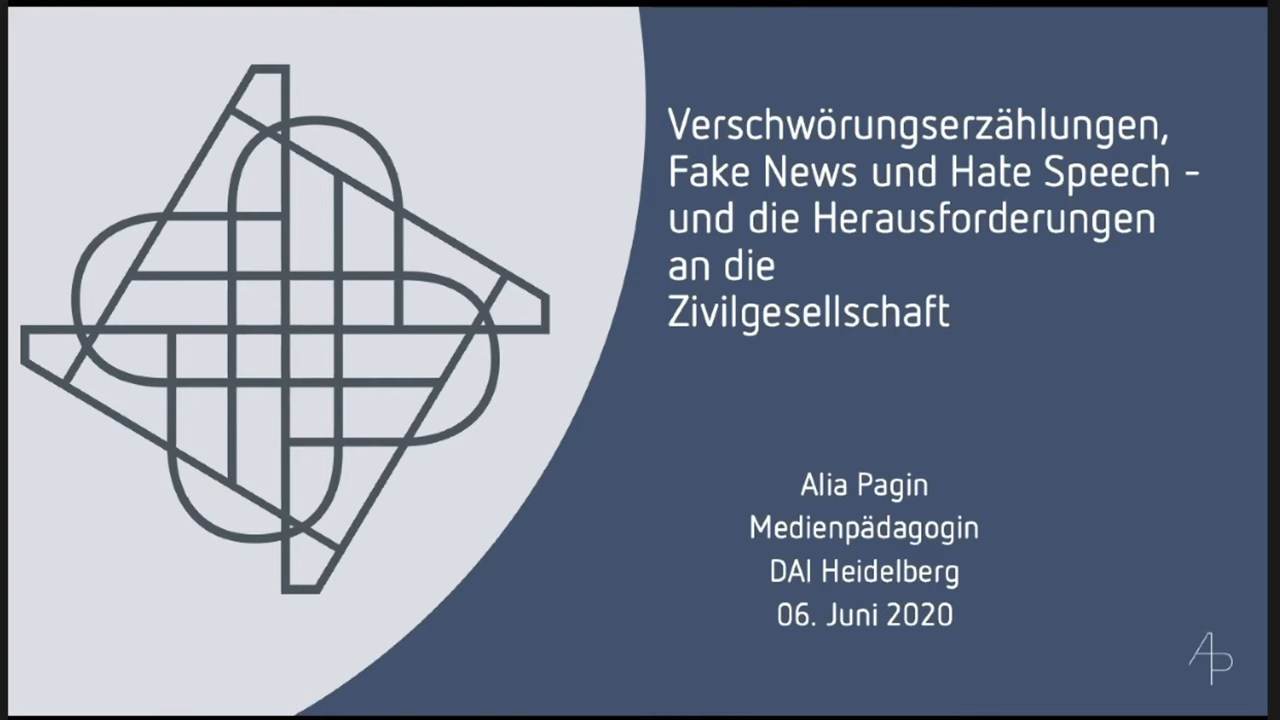 Verschwörungserzählungen,
Fake News und Hate Speech -
und die Herausforderungen
an die
Zivilgesellschaft
Alia Pagin
Medienpädagogin
DAI Heidelberg
06. Juni 2020
AP